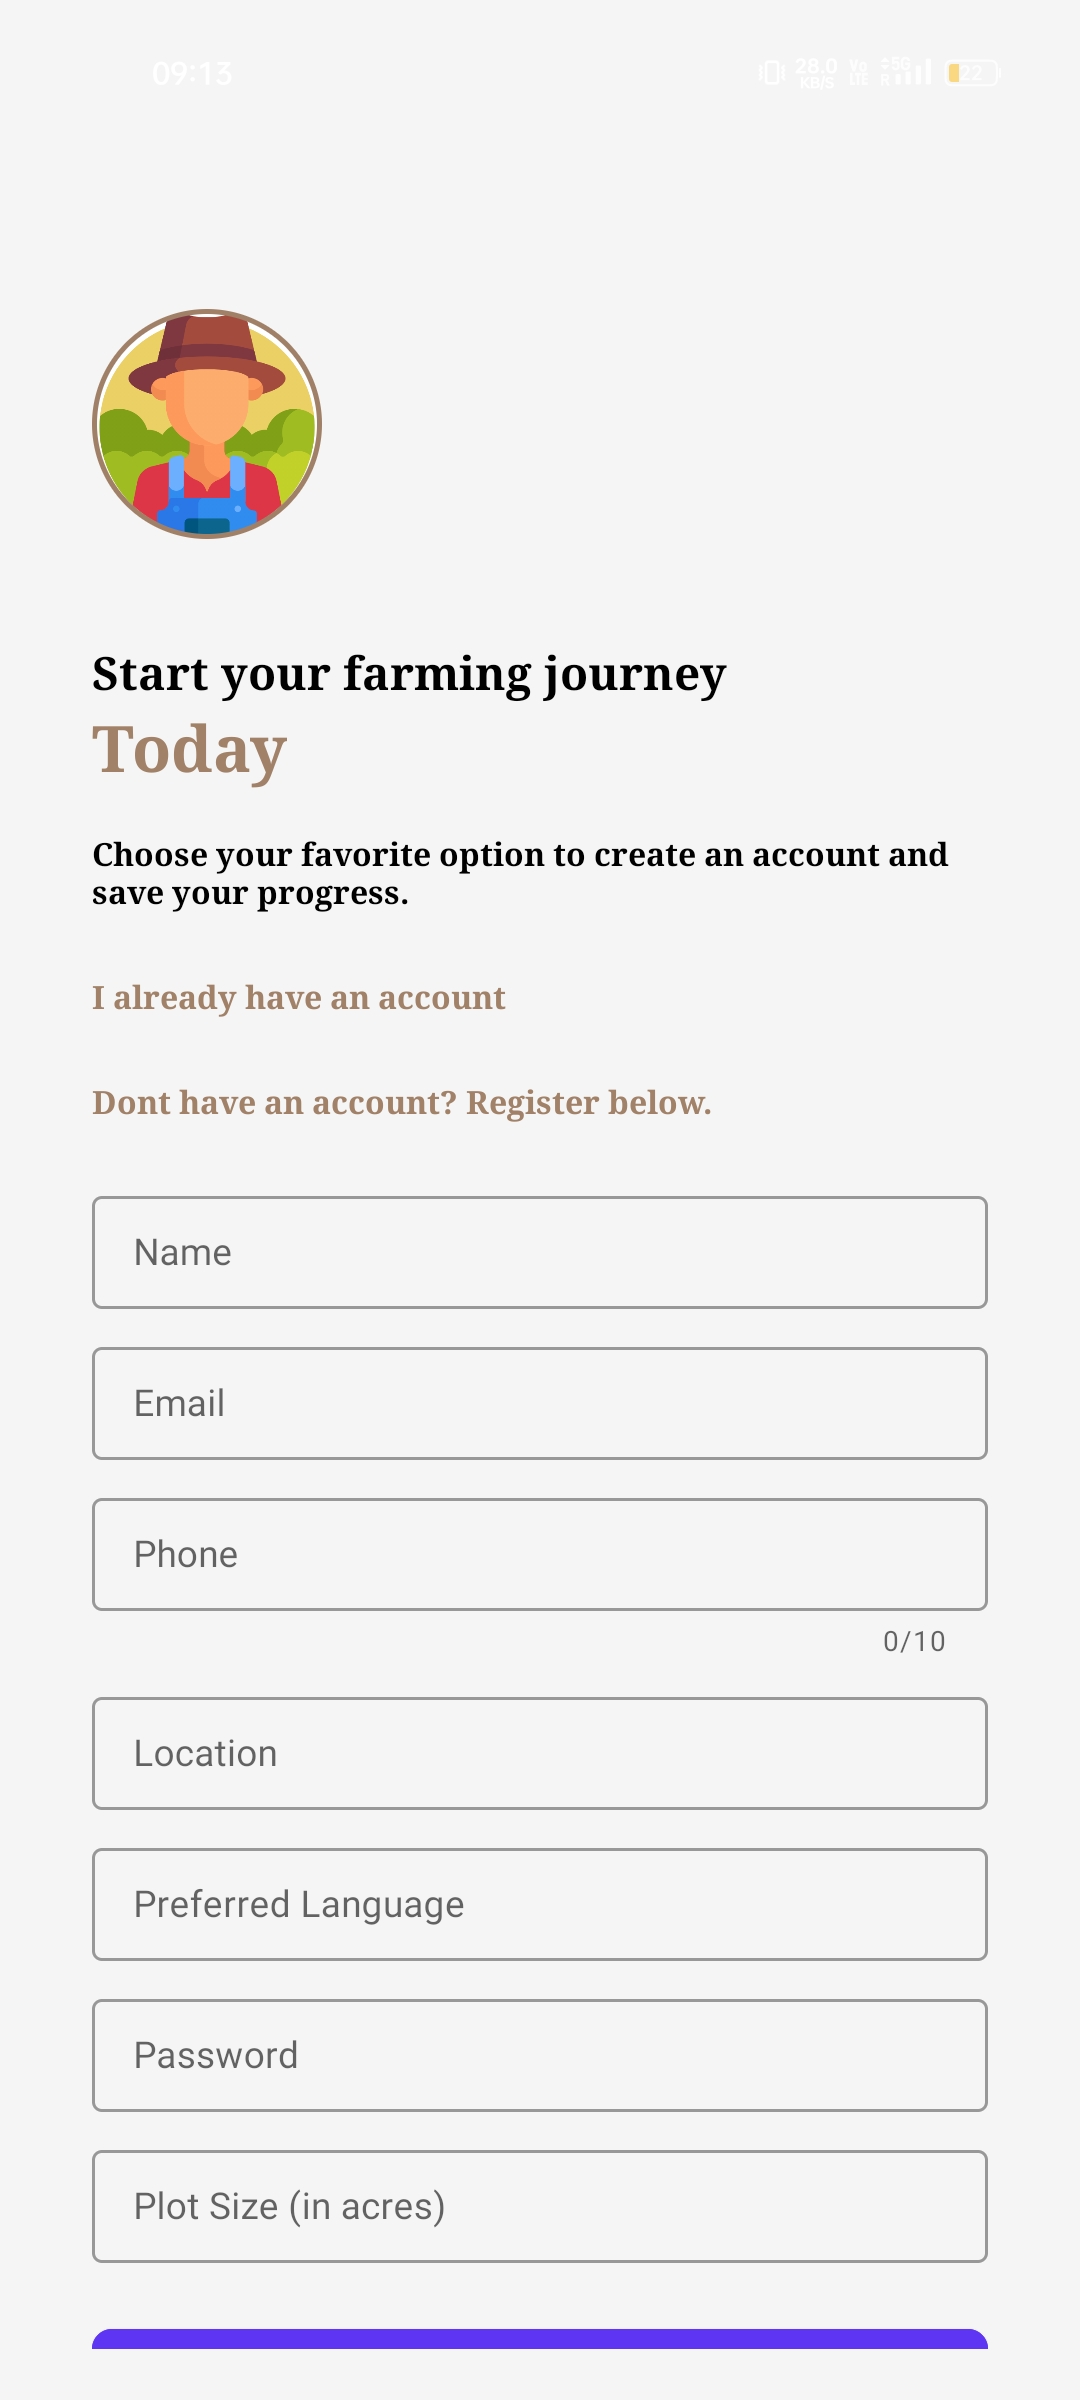 09:13
28.0
KB/S
Vo
LTE
5G
R
22
Start your farming journey
Today
Choose your favorite option to create an account and
save your progress.
I already have an account
Dont have an account? Register below.
Name
Email
Phone
0/10
Location
Preferred Language
Password
Plot Size (in acres)